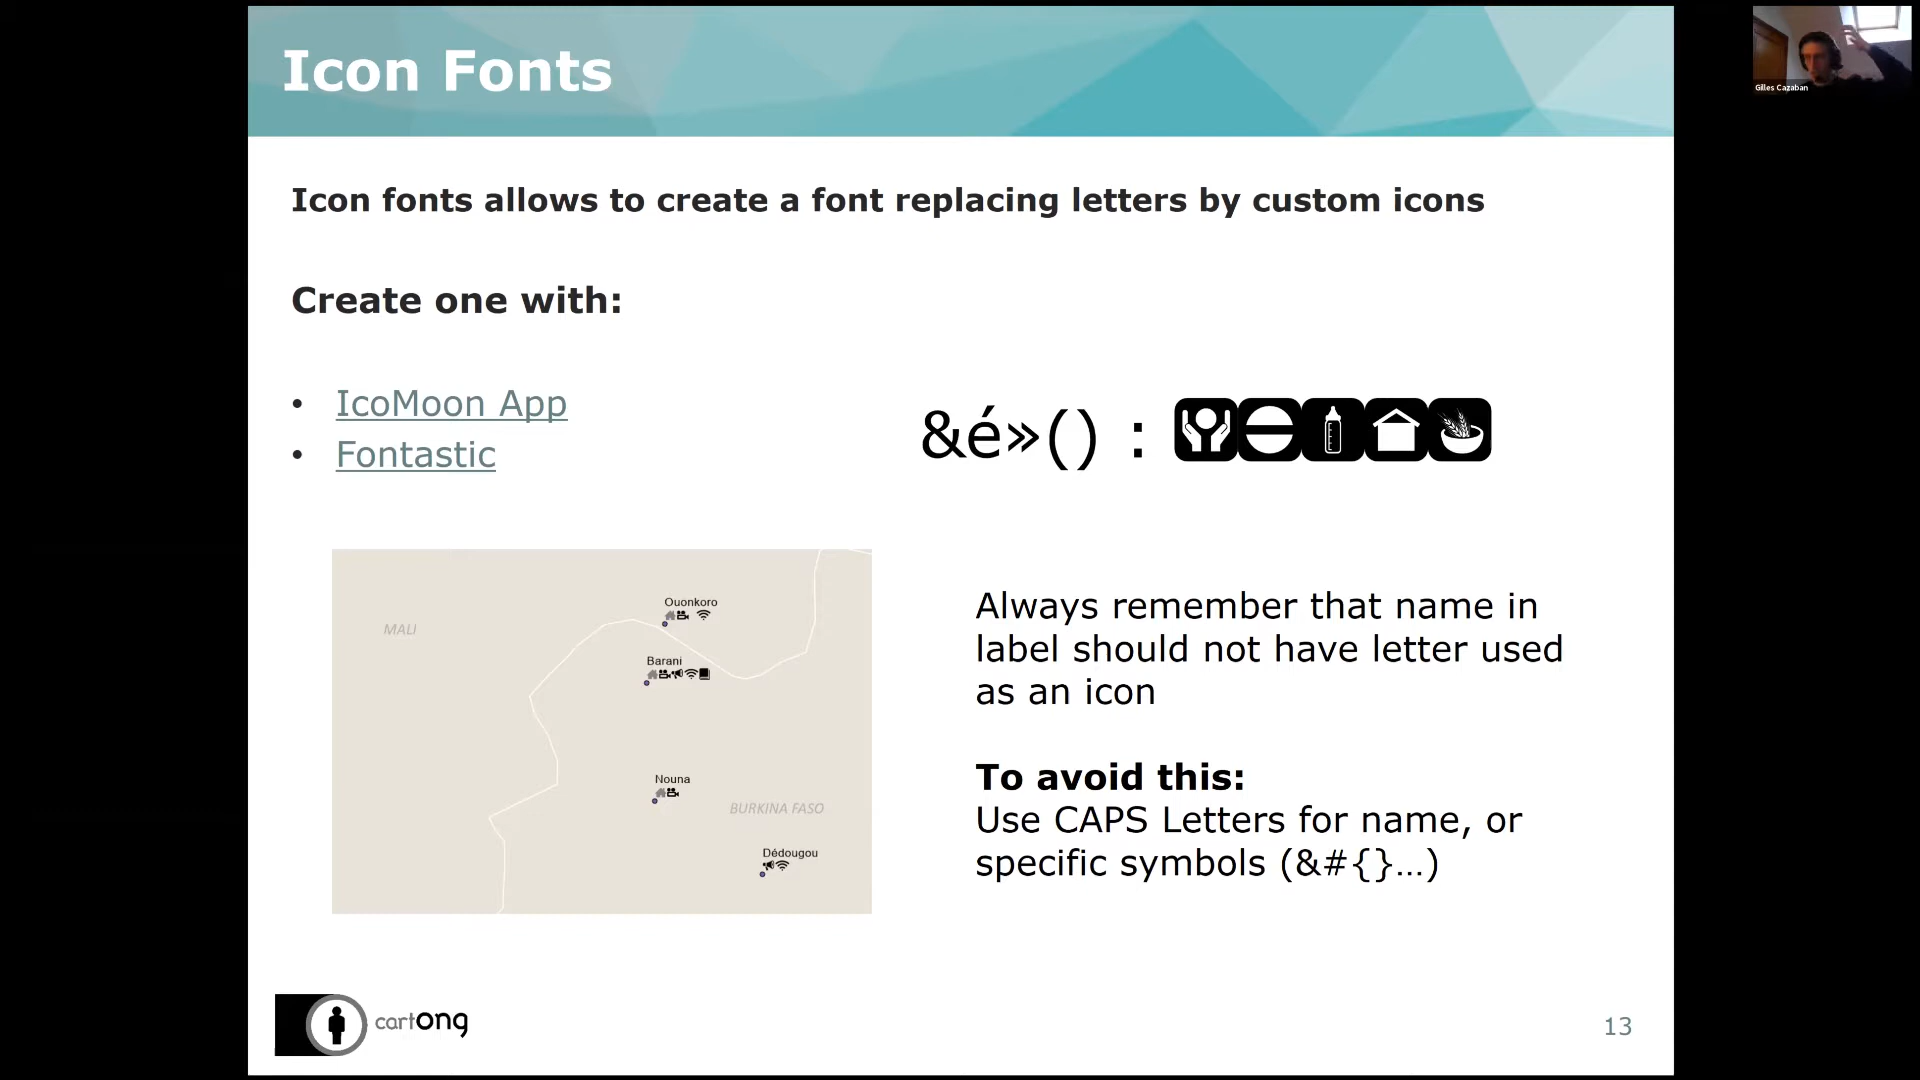 Icon Fonts
Gilles Cazaban
Icon fonts allows to create a font replacing letters by custom icons
Create one with:
• IcoMoon App
• Fontastic
&é»() :
MALI
Ouonkoro
Barani
Nouna
BURKINA FASO
Dédougou
Always remember that name in
label should not have letter used
as an icon
To avoid this:
Use CAPS Letters for name, or
specific symbols (&#{}...)
cartong
13